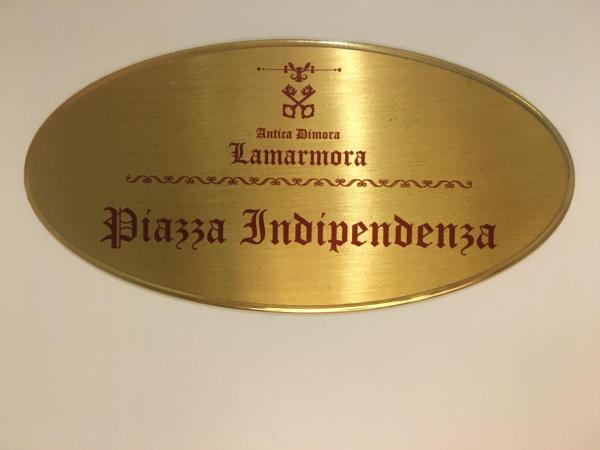 Antica Dimora
Lamarmora
Piazza Indipendenza